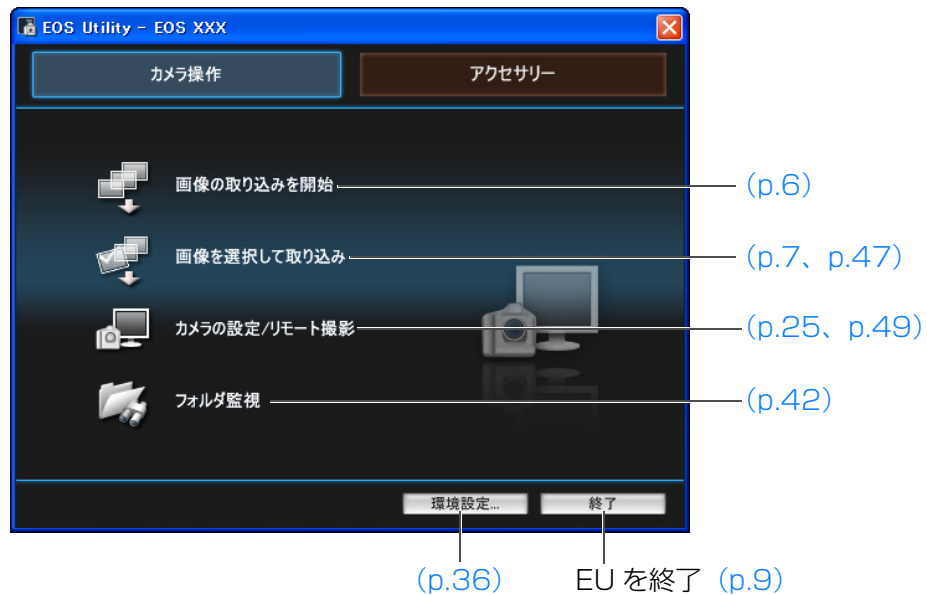 EOS Utility - EOS XXX
カメラ操作 アクセサリー
画像の取り込みを開始 (p.6)
画像を選択して取り込み (p.7、p.47)
カメラの設定/リモート撮影 (p.25、p.49)
フォルダ監視 (p.42)
環境設定... 終了
(p.36) EU を終了 (p.9)